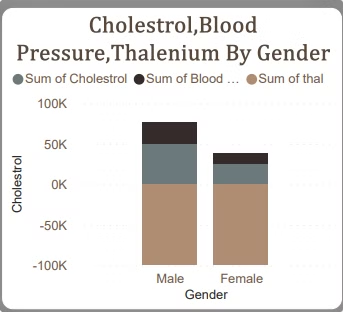 Cholestrol,Blood
Pressure,Thalenium By Gender
Sum of Cholestrol Sum of Blood ... Sum of thal
100K
50K
0K
-50K
-100K
Cholestrol
Male Female
Gender